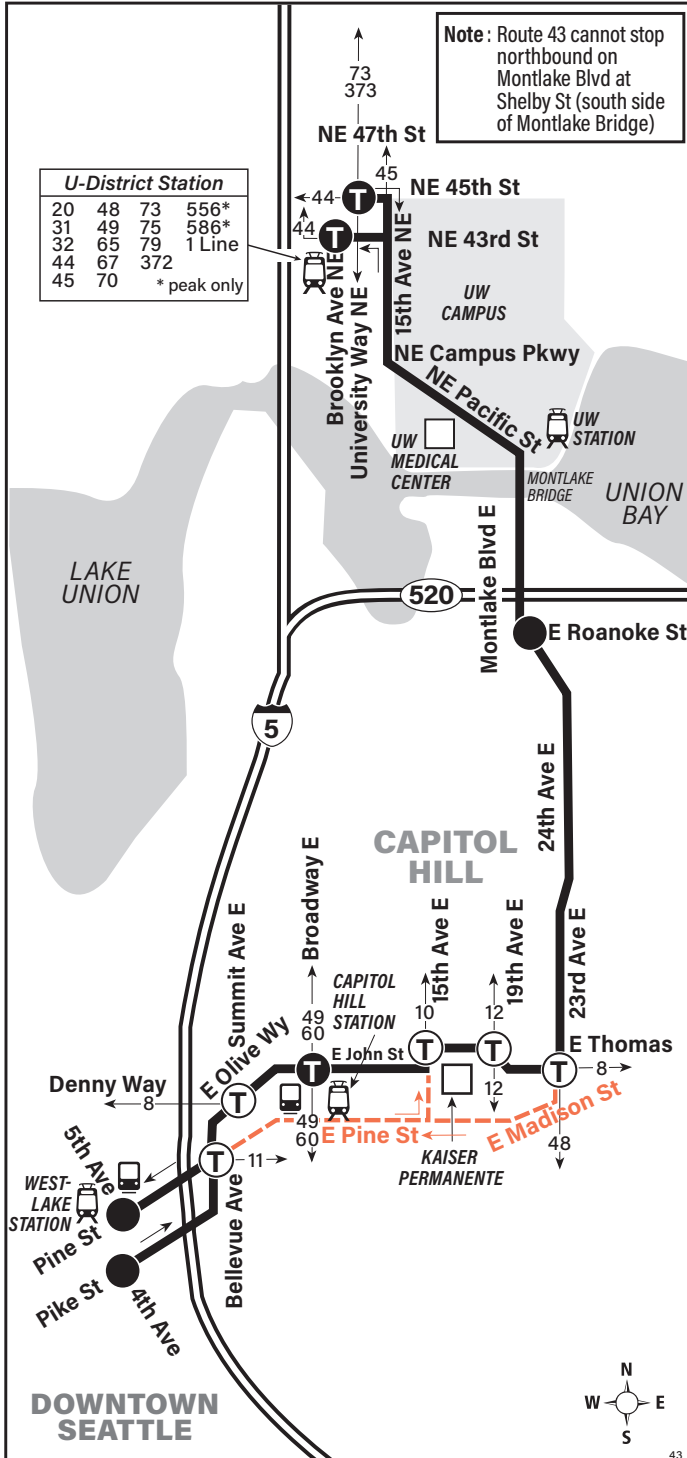 Note: Route 43 cannot stop
northbound on
Montlake Blvd at
Shelby St (south side
of Montlake Bridge)
73
373
NE 47th St
45
U-District Station
20 48 73 556*
31 49 75 586*
32 65 79 1 Line
44 67 372
45 70 * peak only
44
T
NE 45th St
44
T
NE 43rd St
Brooklyn Ave NE
University Way NE
15th Ave NE
UW
CAMPUS
NE Campus Pkwy
NE Pacific St
UW
MEDICAL
CENTER
UW
STATION
MONTLAKE
BRIDGE
UNION
BAY
LAKE
UNION
Montlake Blvd E
520
E Roanoke St
5
24th Ave E
CAPITOL
HILL
Summit Ave E
Broadway E
15th Ave E
19th Ave E
23rd Ave E
CAPITOL
HILL
STATION
49
60
10
12
E Olive Wy
E John St
T
T
T
E Thomas
T
8
Denny Way
8
T
12
49
60
E Pine St
E Madison St
48
KAISER
PERMANENTE
5th Ave
T
11
WEST-
LAKE
STATION
Pine St
Bellevue Ave
Pike St
4th Ave
DOWNTOWN
SEATTLE
N
W E
S
43